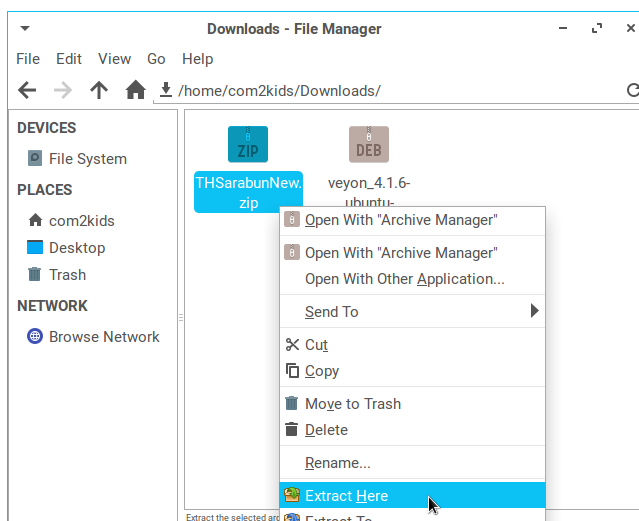 Downloads - File Manager
File Edit View Go Help
/home/com2kids/Downloads/
DEVICES
File System
PLACES
com2kids
Desktop
Trash
NETWORK
Browse Network
ZIP
THSarabunNew.
zip
DEB
veyon_4.1.6-
ubuntu-
Open With "Archive Manager"
Open With "Archive Manager"
Open With Other Application...
Send To
Cut
Copy
Move to Trash
Delete
Rename...
Extract Here
Extract To
Extract the selected